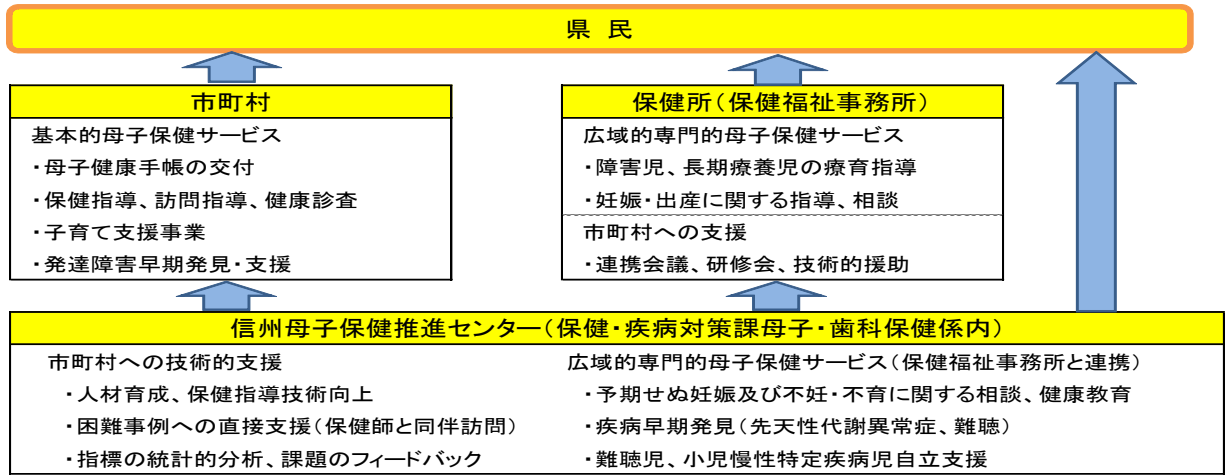 県 民
市町村
基本的母子保健サービス
・母子健康手帳の交付
・保健指導、訪問指導、健康診査
・子育て支援事業
・発達障害早期発見・支援
保健所（保健福祉事務所）
広域的専門的母子保健サービス
・障害児、長期療養児の療育指導
・妊娠・出産に関する指導、相談
市町村への支援
・連携会議、研修会、技術的援助
信州母子保健推進センター（保健・疾病対策課母子・歯科保健係内）
市町村への技術的支援
・人材育成、保健指導技術向上
・困難事例への直接支援（保健師と同伴訪問）
・指標の統計的分析、課題のフィードバック
広域的専門的母子保健サービス（保健福祉事務所と連携）
・予期せぬ妊娠及び不妊・不育に関する相談、健康教育
・疾病早期発見（先天性代謝異常症、難聴）
・難聴児、小児慢性特定疾病児自立支援